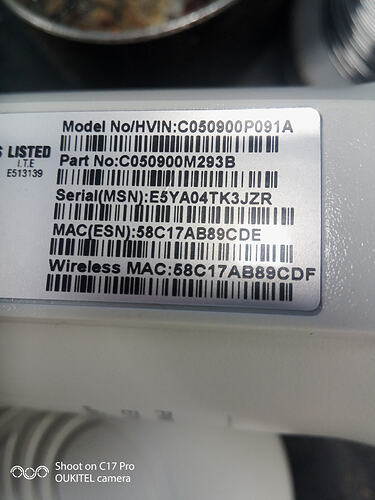 Model No/HVIN:C050900P091A
S LISTED
I.T.E
E513139
Part No:C050900M293B
Serial(MSN):E5YA04TK3JZR
MAC(ESN):58C17AB89CDE
Wireless MAC:58C17AB89CDF
Shoot on C17 Pro
OUKITEL camera